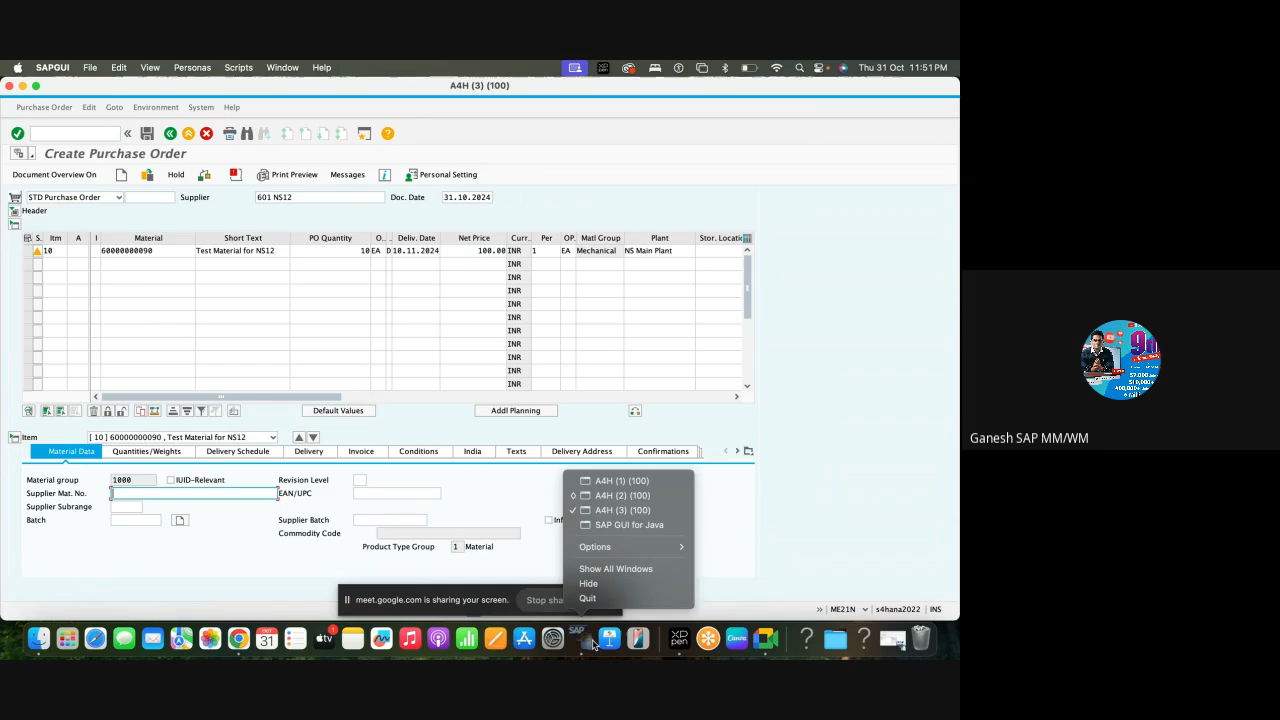 SAPGUI File Edit View Personas Scripts Window Help Thu 31 Oct 11:51PM
A4H (3) (100)
Purchase Order Edit Goto Environment System Help
Create Purchase Order
Document Overview On Hold Print Preview Messages Personal Setting
STD Purchase Order Supplier 601 NS12 Doc. Date 31.10.2024
Header
S. Itm A I Material Short Text PO Quantity O... Deliv. Date Net Price Curr... Per OP. Matl Group Plant Stor. Locatio
10 60000000090 Test Material for NS12 10 EA D 10.11.2024 100.00 INR 1 EA Mechanical NS Main Plant
INR
INR
INR
INR
INR
INR
INR
INR
INR
INR
Default Values Addl Planning
Item [ 10 ] 60000000090 , Test Material for NS12
Material Data Quantities/Weights Delivery Schedule Delivery Invoice Conditions India Texts Delivery Address Confirmations
Material group 1000 IUID-Relevant Revision Level
Supplier Mat. No. EAN/UPC
Supplier Subrange
Batch Supplier Batch Inf
Commodity Code
Product Type Group 1 Material
A4H (1) (100)
A4H (2) (100)
A4H (3) (100)
SAP GUI for Java
Options
Show All Windows
Hide
Quit
meet.google.com is sharing your screen. Stop sha
ME21N s4hana2022 INS
Ganesh SAP MM/WM